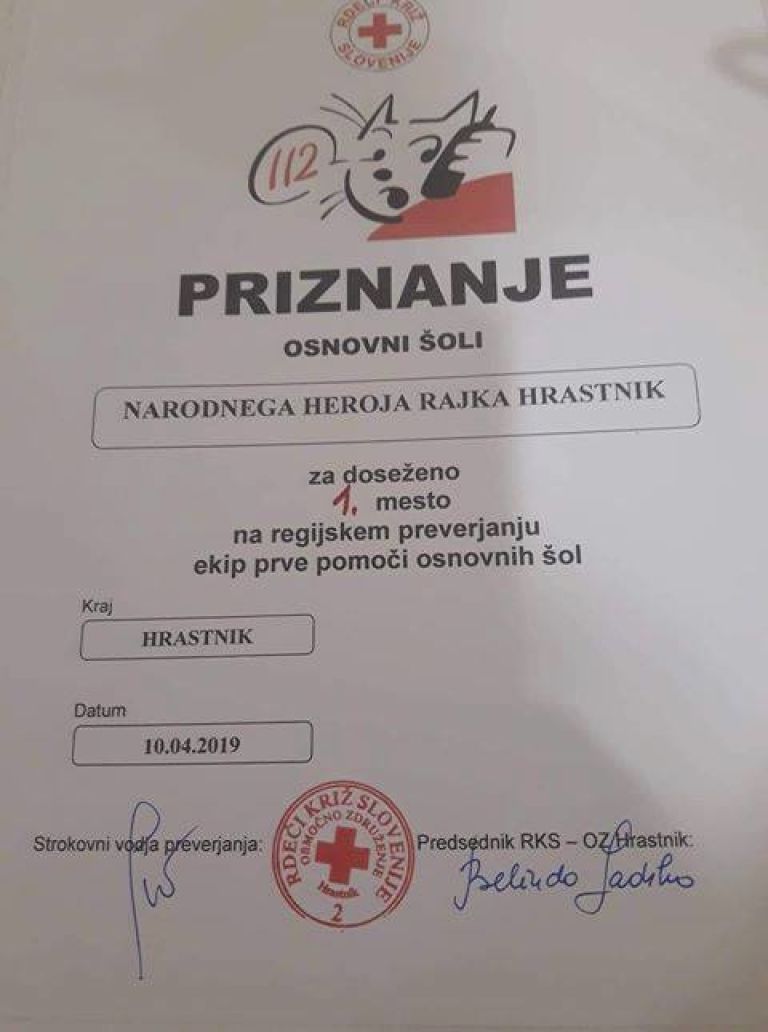 RDEČI KRIŽ
SLOVENIJE
112
PRIZNANJE
OSNOVNI ŠOLI
NARODNEGA HEROJA RAJKA HRASTNIK
za doseženo
1. mesto
na regijskem preverjanju
ekip prve pomoči osnovnih šol
Kraj
HRASTNIK
Datum
10.04.2019
Strokovni vodja preverjanja:
RDEČI KRIŽ SLOVENIJE
OBMOČNO ZDRUŽENJE
Hrastnik
2
Predsednik RKS – OZ Hrastnik: